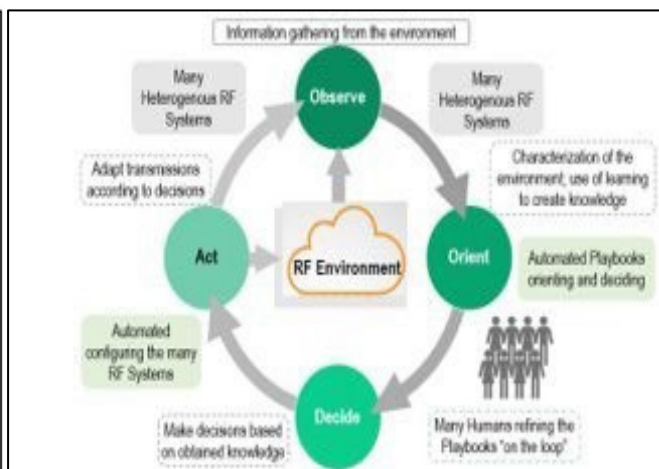 Information gathering from the environment
Many
Heterogenous RF
Systems
Observe
Many
Heterogenous RF
Systems
Adapt transmissions
according to decisions
Characterization of the
environment; use of learning
to create knowledge
Act
RF Environment
Orient
Automated Playbooks
orienting and deciding
Automated
configuring the many
RF Systems
Decide
Make decisions based
on obtained knowledge
Many Humans refining the
Playbooks "on the loop"